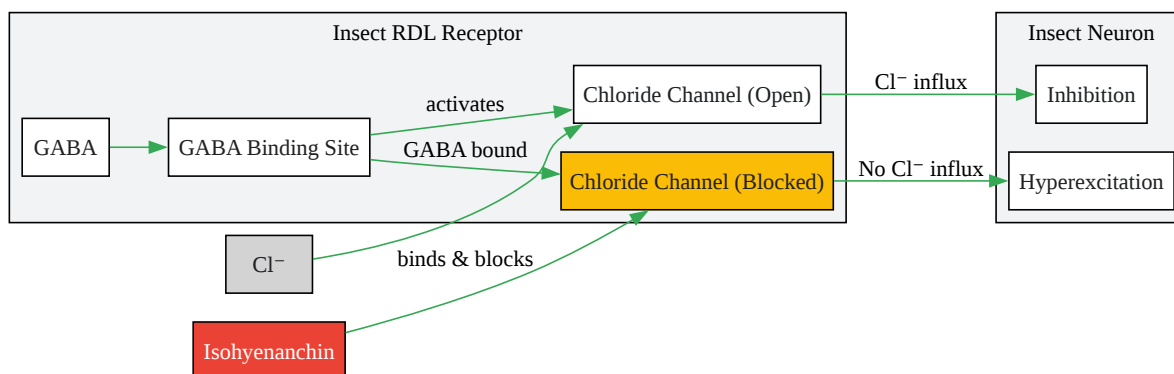 Insect RDL Receptor
Insect Neuron
GABA
GABA Binding Site
activates
GABA bound
Chloride Channel (Open)
Chloride Channel (Blocked)
Cl⁻ influx
No Cl⁻ influx
Inhibition
Hyperexcitation
Cl⁻
binds & blocks
Isohyenanchin